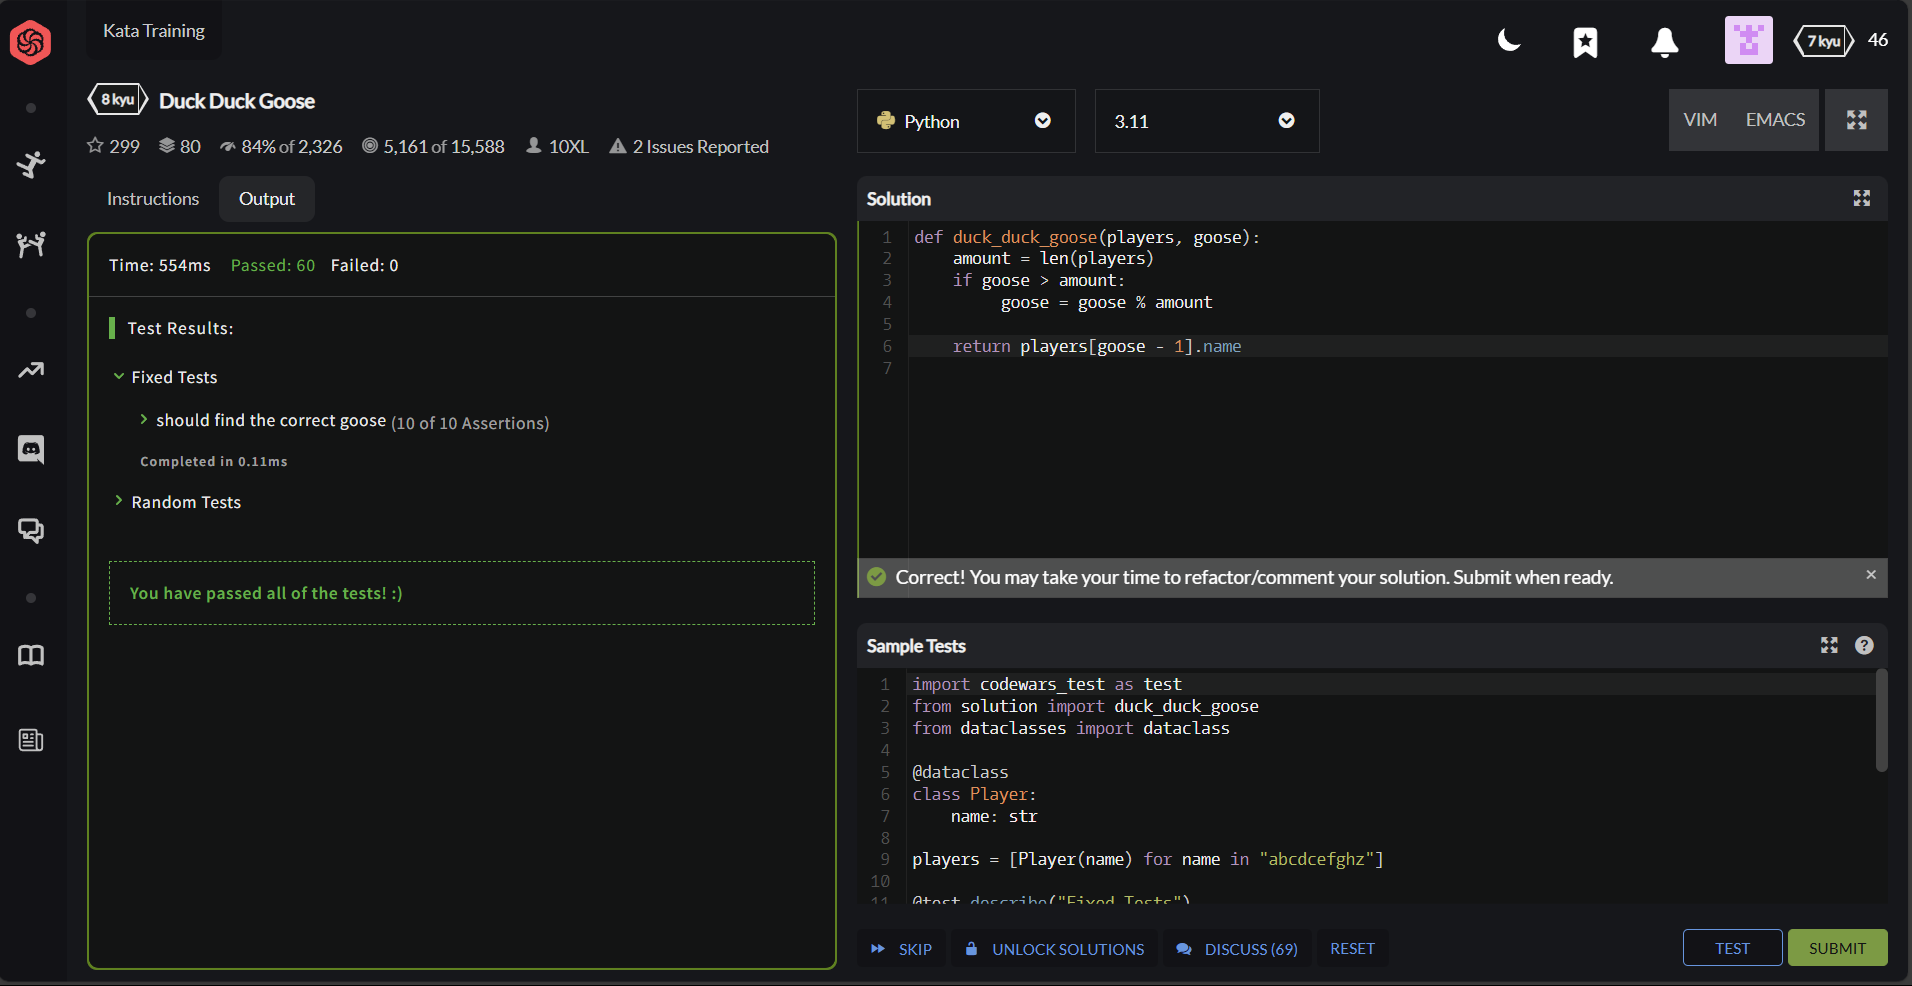 Kata Training
7 kyu 46
8 kyu Duck Duck Goose
299 80 84% of 2,326 5,161 of 15,588 10XL 2 Issues Reported
Instructions Output
Time: 554ms Passed: 60 Failed: 0
Test Results:
Fixed Tests
should find the correct goose (10 of 10 Assertions)
Completed in 0.11ms
Random Tests
You have passed all of the tests! :)
Python 3.11 VIM EMACS
Solution
1 def duck_duck_goose(players, goose):
2 amount = len(players)
3 if goose > amount:
4 goose = goose % amount
5
6 return players[goose - 1].name
7
Correct! You may take your time to refactor/comment your solution. Submit when ready. ×
Sample Tests ?
1 import codewars_test as test
2 from solution import duck_duck_goose
3 from dataclasses import dataclass
4
5 @dataclass
6 class Player:
7 name: str
8
9 players = [Player(name) for name in "abcdcefghz"]
10
11 @test.describe("Fixed Tests")
SKIP UNLOCK SOLUTIONS DISCUSS (69) RESET TEST SUBMIT